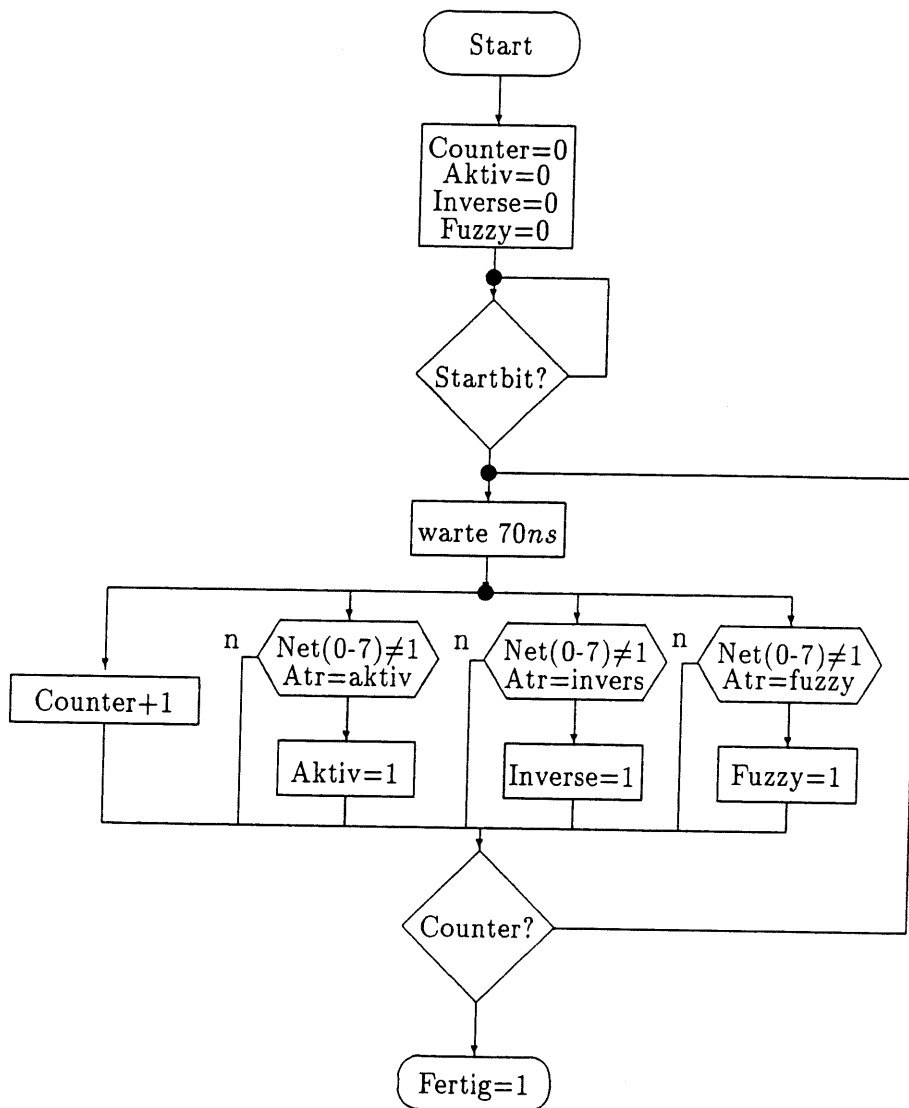 Start
Counter=0
Aktiv=0
Inverse=0
Fuzzy=0
Startbit?
warte 70ns
n
Net(0-7)≠1
Atr=aktiv
n
Net(0-7)≠1
Atr=invers
n
Net(0-7)≠1
Atr=fuzzy
Counter+1
Aktiv=1
Inverse=1
Fuzzy=1
Counter?
Fertig=1